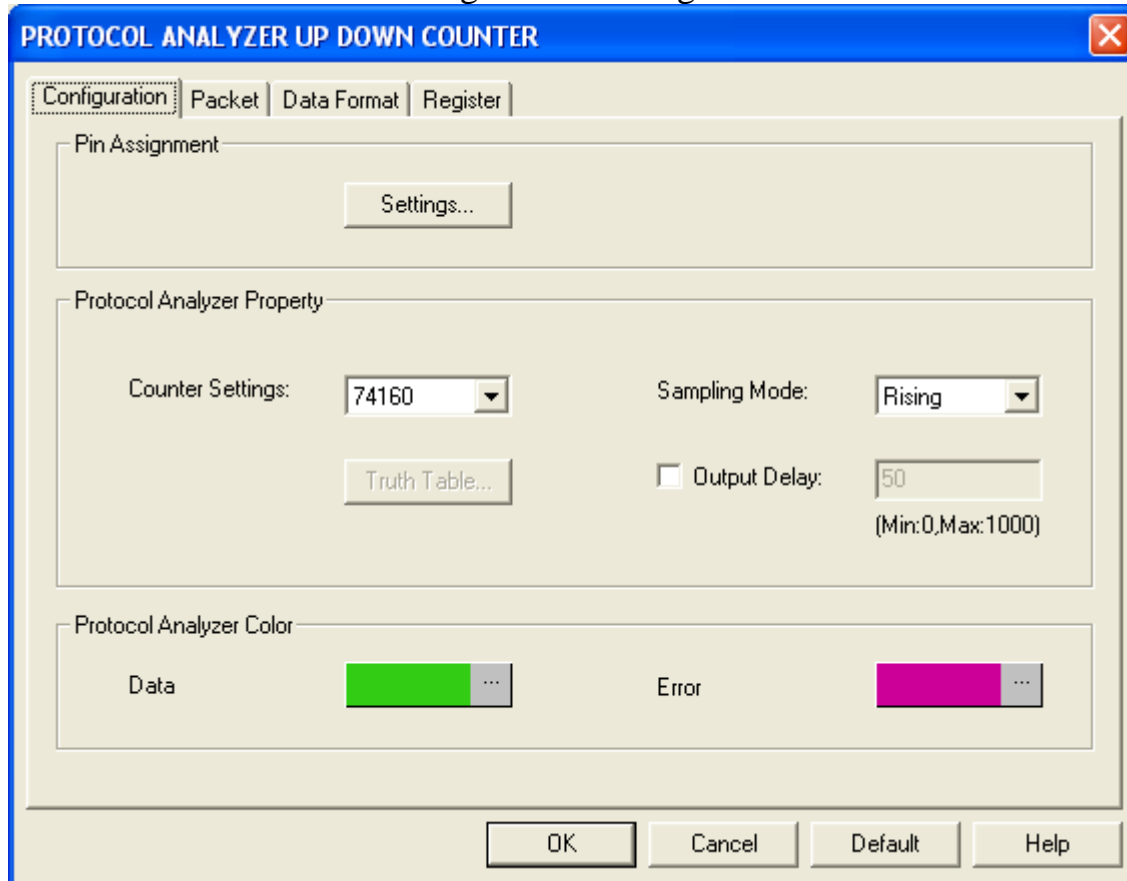 PROTOCOL ANALYZER UP DOWN COUNTER
Configuration Packet Data Format Register
Pin Assignment
Settings...
Protocol Analyzer Property
Counter Settings: 74160 Sampling Mode: Rising
Truth Table... Output Delay: 50
(Min:0,Max:1000)
Protocol Analyzer Color
Data ... Error ...
OK Cancel Default Help